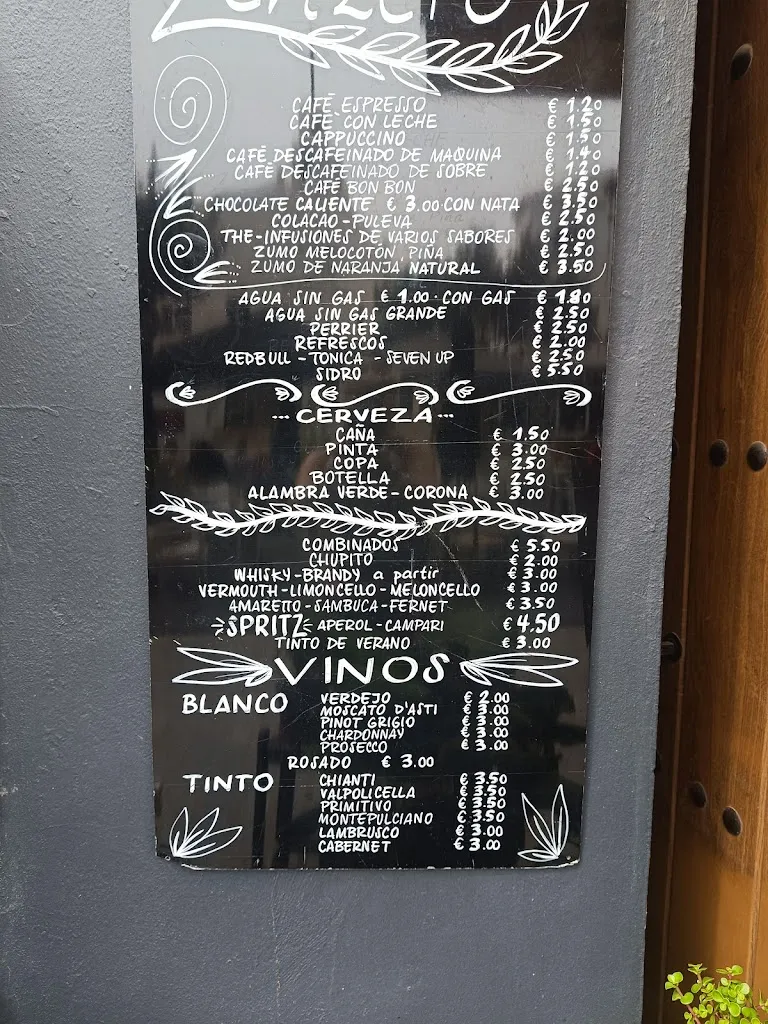 CAFÈ ESPRESSO € 1.20
CAFÈ CON LECHE € 1.50
CAPPUCCINO € 1.50
CAFÈ DESCAFEINADO DE MAQUINA € 1.40
CAFÈ DESCAFEINADO DE SOBRE € 1.20
CAFÈ BON BON € 2.50
CHOCOLATE CALIENTE € 3.00·CON NATA € 3.50
COLACAO-PULEVA € 2.50
THE-INFUSIONES DE VARIOS SABORES € 2.00
ZUMO MELOCOTON, PIÑA € 2.50
ZUMO DE NARANJA NATURAL € 3.50
AGUA SIN GAS € 1.00·CON GAS € 1.80
AGUA SIN GAS GRANDE € 2.50
PERRIER € 2.50
REFRESCOS € 2.00
REDBULL-TONICA-SEVEN UP € 2.50
SIDRO € 5.50
---CERVEZA---
CAÑA € 1.50
PINTA € 3.00
COPA € 2.50
BOTELLA € 2.50
ALAMBRA VERDE-CORONA € 3.00
COMBINADOS € 5.50
CHUPITO € 2.00
WHISKY-BRANDY a partir € 3.00
VERMOUTH-LIMONCELLO-MELONCELLO € 3.00
AMARETTO-SAMBUCA-FERNET € 3.50
SPRITZ APEROL-CAMPARI € 4.50
TINTO DE VERANO € 3.00
VINOS
BLANCO VERDEJO € 2.00
MOSCATO D'ASTI € 3.00
PINOT GRIGIO € 3.00
CHARDONNAY € 3.00
PROSECCO € 3.00
ROSADO € 3.00
TINTO CHIANTI € 3.50
VALPOLICELLA € 3.50
PRIMITIVO € 3.50
MONTEPULCIANO € 3.50
LAMBRUSCO € 3.00
CABERNET € 3.00